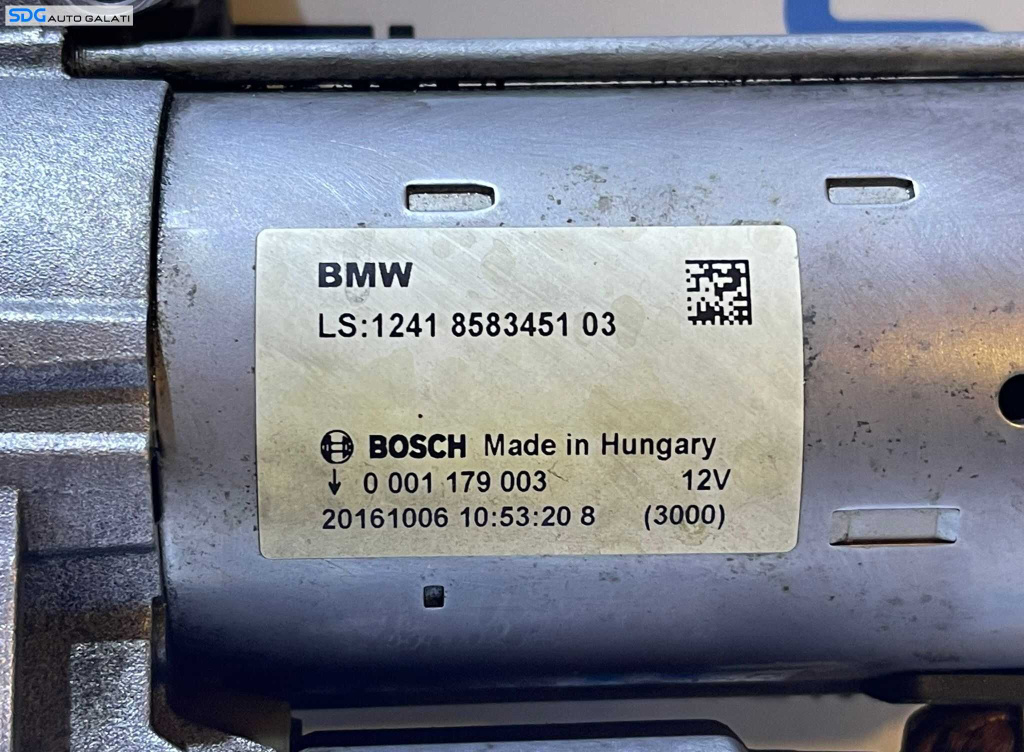 SDG AUTO GALATI
BMW
LS:1241 8583451 03
BOSCH Made in Hungary
↓ 0 001 179 003 12V
20161006 10:53:20 8 (3000)